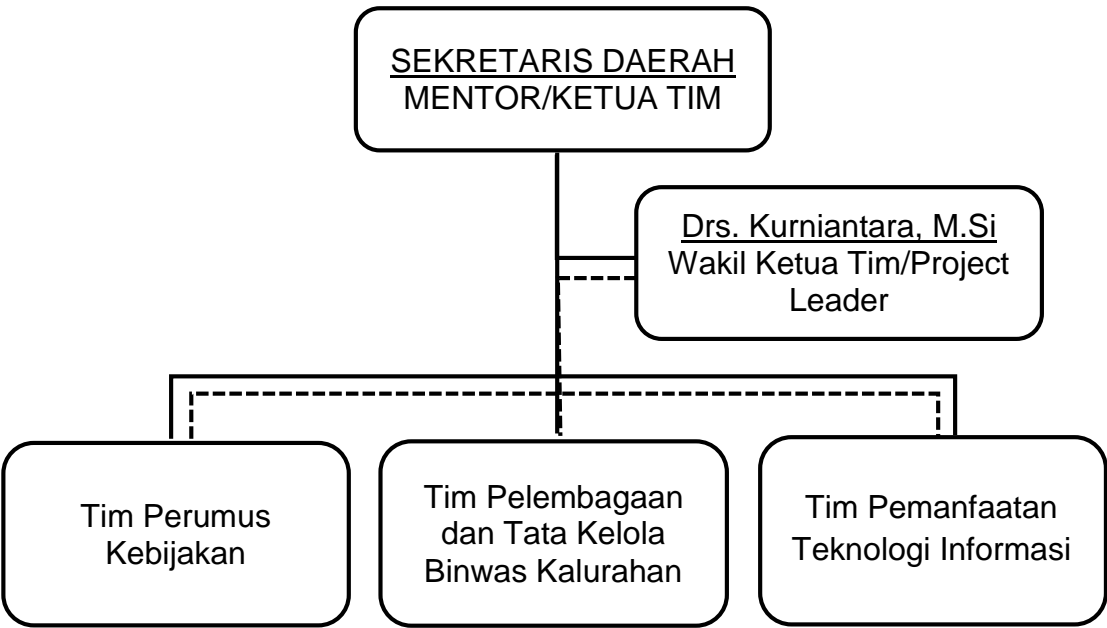 SEKRETARIS DAERAH
MENTOR/KETUA TIM
Drs. Kurniantara, M.Si
Wakil Ketua Tim/Project
Leader
Tim Perumus
Kebijakan
Tim Pelembagaan
dan Tata Kelola
Binwas Kalurahan
Tim Pemanfaatan
Teknologi Informasi